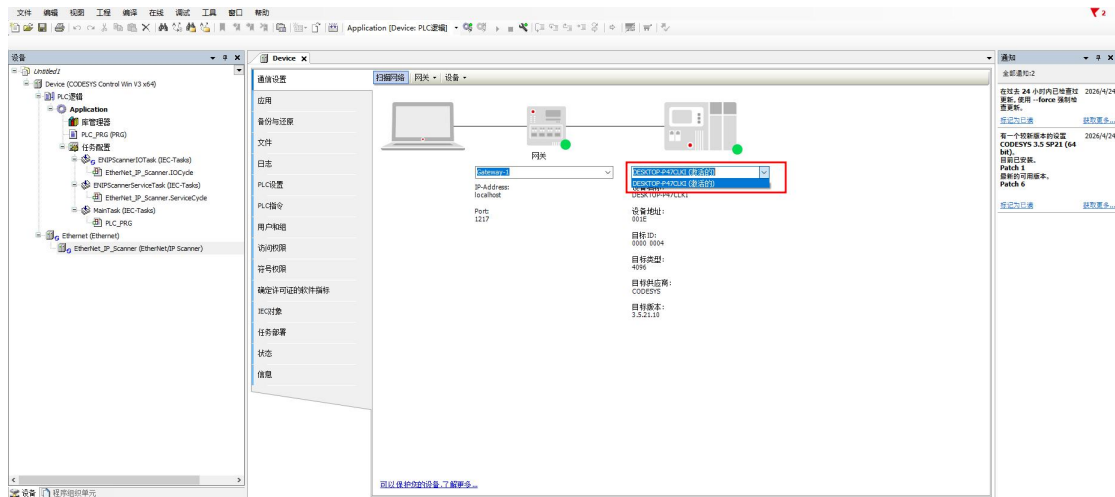 文件 编辑 视图 工程 编译 在线 调试 工具 窗口 帮助
2
Application [Device: PLC逻辑]
设备
Untitled1
Device (CODESYS Control Win V3 x64)
PLC逻辑
Application
库管理器
PLC_PRG (PRG)
任务配置
ENIPScannerIOTask (IEC-Tasks)
EtherNet_IP_Scanner.IOCycle
ENIPScannerServiceTask (IEC-Tasks)
EtherNet_IP_Scanner.ServiceCycle
MainTask (IEC-Tasks)
PLC_PRG
Ethernet (Ethernet)
EtherNet_IP_Scanner (EtherNet/IP Scanner)
设备 程序组织单元
Device
通信设置
应用
备份与还原
文件
日志
PLC设置
PLC指令
用户和组
访问权限
符号权限
确定许可证的软件指标
IEC对象
任务部署
状态
信息
扫描网络 网关 设备
网关
Gateway-1
IP-Address:
localhost
Port:
1217
DESKTOP-P47CLKI (激活的)
DESKTOP-P47CLKI (激活的)
DESKTOP-P47CLKI
设备地址:
001E
目标ID:
0000 0004
目标类型:
4096
目标供应商:
CODESYS
目标版本:
3.5.21.10
可以保护您的设备.了解更多...
通知
全部通知:2
在过去 24 小时内已检查过 2026/4/24
更新。使用 --force 强制检
查更新。
标记为已读 获取更多...
有一个较新版本的设置 2026/4/24
CODESYS 3.5 SP21 (64
bit)。
目前已安装。
Patch 1
最新的可用版本。
Patch 6
标记为已读 获取更多...